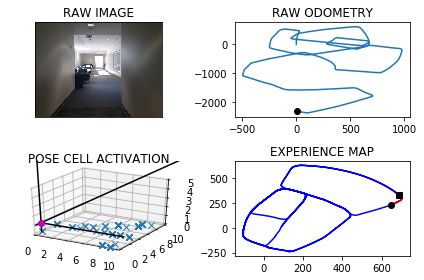 RAW IMAGE
RAW ODOMETRY
0
−1000
−2000
−500 0 500 1000
POSE CELL ACTIVATION
5
4
3
2
1
0
0 2 4 6 8 10
0 2 4 6 8 10
EXPERIENCE MAP
500
250
0
−250
0 200 400 600